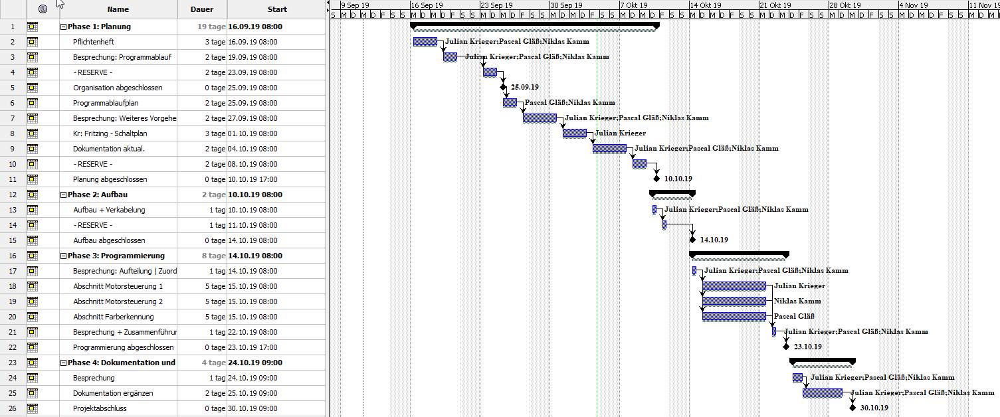 Name Dauer Start
9 Sep 19 16 Sep 19 23 Sep 19 30 Sep 19 7 Okt 19 14 Okt 19 21 Okt 19 28 Okt 19 4 Nov 19 11 Nov 19
S M D M D F S S M D M D F S S M D M D F S S M D M D F S S M D M D F S S M D M D F S S M D M D F S S M D M D F S S M D M D F S S M D M
1 Phase 1: Planung 19 tage 16.09.19 08:00
2 Pflichtenheft 3 tage 16.09.19 08:00 Julian Krieger;Pascal Gläß;Niklas Kamm
3 Besprechung: Programmablauf 2 tage 19.09.19 08:00 Julian Krieger;Pascal Gläß;Niklas Kamm
4 - RESERVE - 2 tage 23.09.19 08:00
5 Organisation abgeschlossen 0 tage 25.09.19 08:00 25.09.19
6 Programmablaufplan 2 tage 25.09.19 08:00 Pascal Gläß;Niklas Kamm
7 Besprechung: Weiteres Vorgehe 2 tage 27.09.19 08:00 Julian Krieger;Pascal Gläß;Niklas Kamm
8 Kr: Fritzing - Schaltplan 3 tage 01.10.19 08:00 Julian Krieger
9 Dokumentation aktual. 2 tage 04.10.19 08:00 Julian Krieger;Pascal Gläß;Niklas Kamm
10 - RESERVE - 2 tage 08.10.19 08:00
11 Planung abgeschlossen 0 tage 10.10.19 17:00 10.10.19
12 Phase 2: Aufbau 2 tage 10.10.19 08:00
13 Aufbau + Verkabelung 1 tag 10.10.19 08:00 Julian Krieger;Pascal Gläß;Niklas Kamm
14 - RESERVE - 1 tag 11.10.19 08:00
15 Aufbau abgeschlossen 0 tage 14.10.19 08:00 14.10.19
16 Phase 3: Programmierung 8 tage 14.10.19 08:00
17 Besprechung: Aufteilung | Zuord 1 tag 14.10.19 08:00 Julian Krieger;Pascal Gläß;Niklas Kamm
18 Abschnitt Motorsteuerung 1 5 tage 15.10.19 08:00 Julian Krieger
19 Abschnitt Motorsteuerung 2 5 tage 15.10.19 08:00 Niklas Kamm
20 Abschnitt Farberkennung 5 tage 15.10.19 08:00 Pascal Gläß
21 Besprechung + Zusammenführur 1 tag 22.10.19 08:00 Julian Krieger;Pascal Gläß;Niklas Kamm
22 Programmierung abgeschlossen 0 tage 23.10.19 17:00 23.10.19
23 Phase 4: Dokumentation und 4 tage 24.10.19 09:00
24 Besprechung 1 tag 24.10.19 09:00 Julian Krieger;Pascal Gläß;Niklas Kamm
25 Dokumentation ergänzen 2 tage 25.10.19 09:00 Julian Krieger;Pascal Gläß;Niklas Kamm
26 Projektabschluss 0 tage 30.10.19 09:00 30.10.19